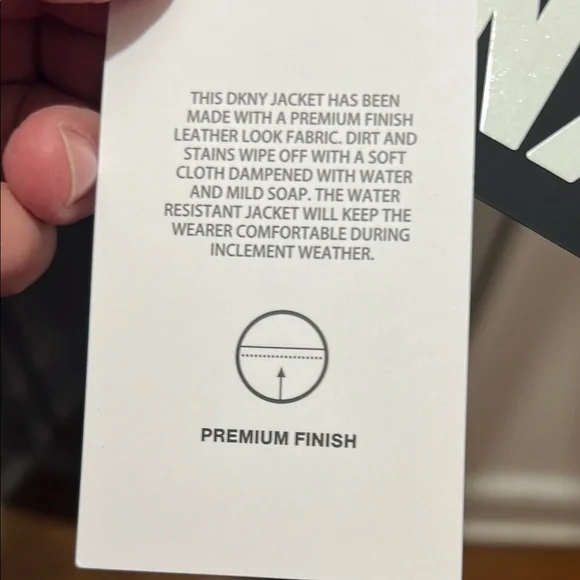 THIS DKNY JACKET HAS BEEN
MADE WITH A PREMIUM FINISH
LEATHER LOOK FABRIC. DIRT AND
STAINS WIPE OFF WITH A SOFT
CLOTH DAMPENED WITH WATER
AND MILD SOAP. THE WATER
RESISTANT JACKET WILL KEEP THE
WEARER COMFORTABLE DURING
INCLEMENT WEATHER.
PREMIUM FINISH